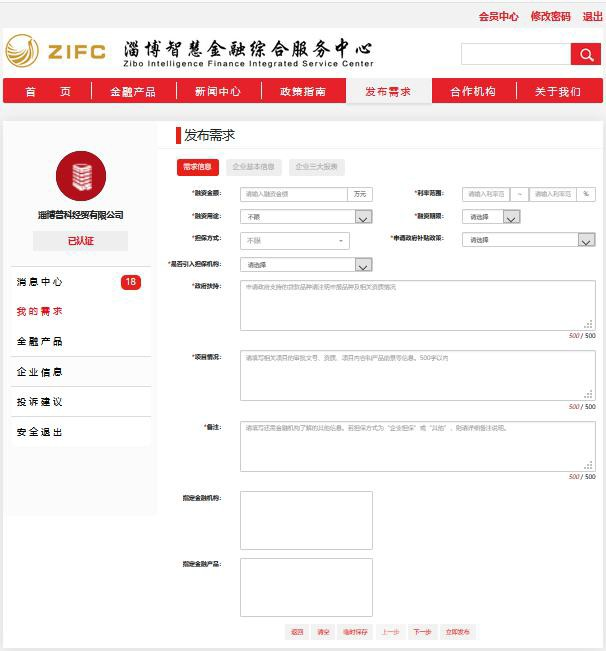 会员中心 修改密码 退出
ZIFC 淄博智慧金融综合服务中心
Zibo Intelligence Finance Integrated Service Center
首 页 金融产品 新闻中心 政策指南 发布需求 合作机构 关于我们
发布需求
需求信息 企业基本信息 企业三大报表
淄博普科经贸有限公司
已认证
消息中心 18
我的需求
金融产品
企业信息
投诉建议
安全退出
*融资金额: 请输入融资金额 万元 *利率范围: 请输入利率范 ~ 请输入利率范 %
*融资用途: 不限 *融资期限: 请选择
*担保方式: 不限 *申请政府补贴政策: 请选择
*是否引入担保机构: 请选择
*政府扶持: 申请政府支持的贷款品种请注明申报品种及相关资质情况
500 / 500
*项目情况: 请填写相关项目的审批文号、资质、项目内容和产品前景等信息。500字以内
500 / 500
*备注: 请填写还需金融机构了解的其他信息。若担保方式为“企业担保”或“其他”,则请详细备注说明。
500 / 500
指定金融机构:
指定金融产品:
返回 清空 临时保存 上一步 下一步 立即发布